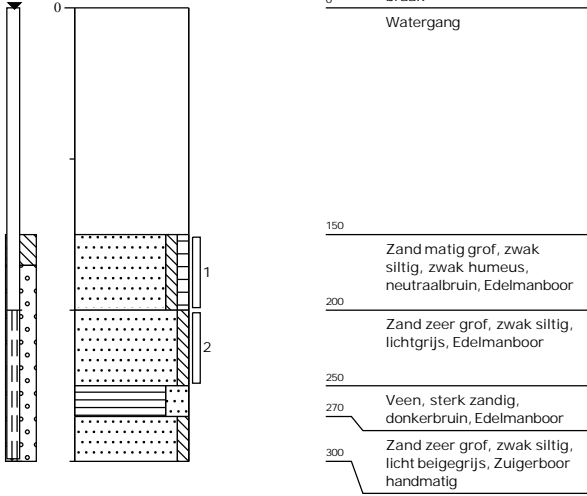 0
0
Watergang
150
Zand matig grof, zwak
siltig, zwak humeus,
neutraalbruin, Edelmanboor
1
200
Zand zeer grof, zwak siltig,
lichtgrijs, Edelmanboor
2
250
Veen, sterk zandig,
donkerbruin, Edelmanboor
270
Zand zeer grof, zwak siltig,
licht beigegrijs, Zuigerboor
handmatig
300